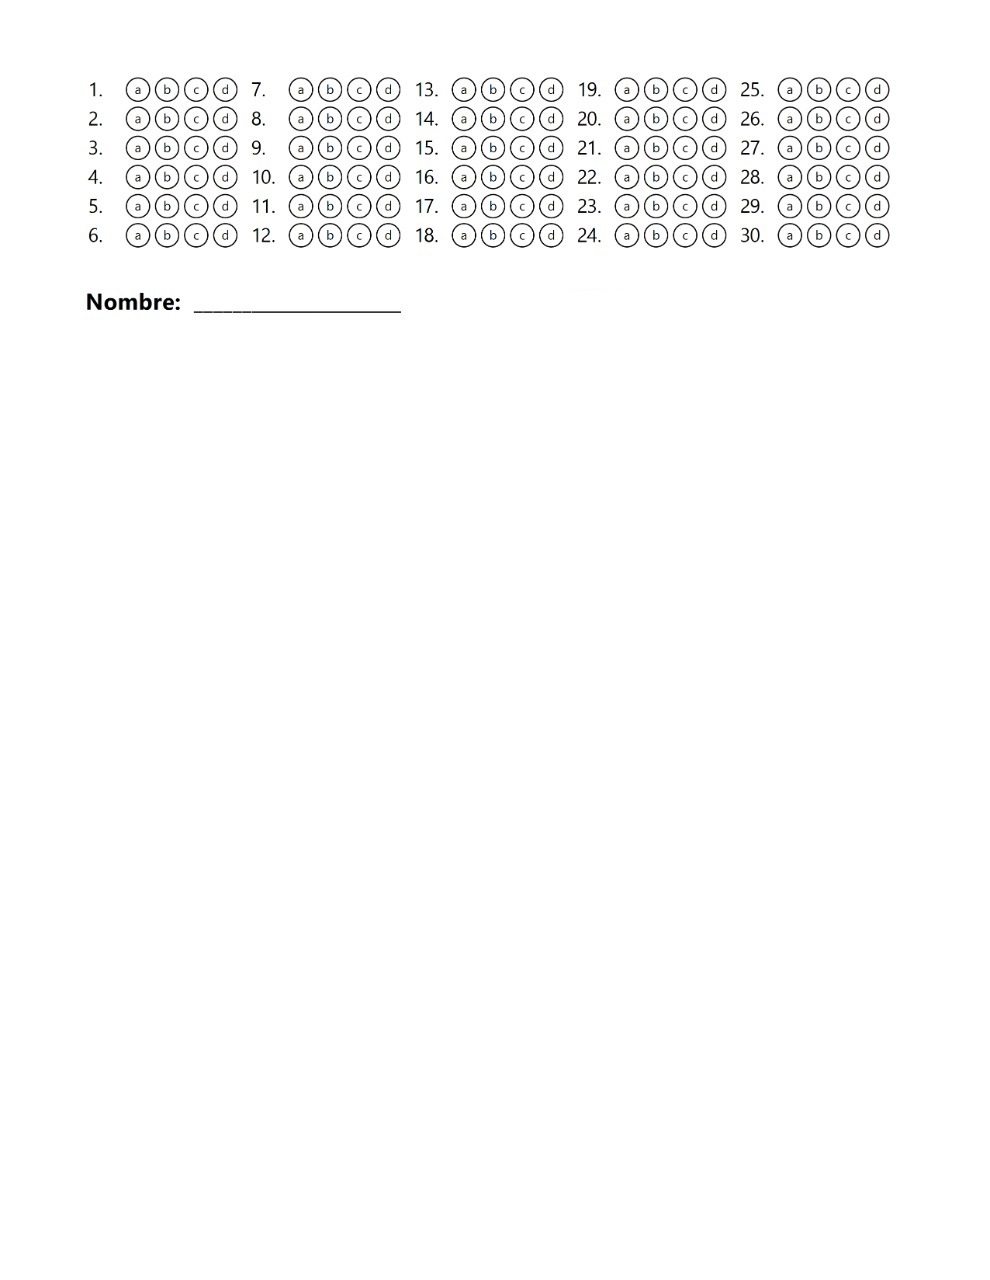 1. a b c d 7. a b c d 13. a b c d 19. a b c d 25. a b c d
2. a b c d 8. a b c d 14. a b c d 20. a b c d 26. a b c d
3. a b c d 9. a b c d 15. a b c d 21. a b c d 27. a b c d
4. a b c d 10. a b c d 16. a b c d 22. a b c d 28. a b c d
5. a b c d 11. a b c d 17. a b c d 23. a b c d 29. a b c d
6. a b c d 12. a b c d 18. a b c d 24. a b c d 30. a b c d
Nombre: ____________________